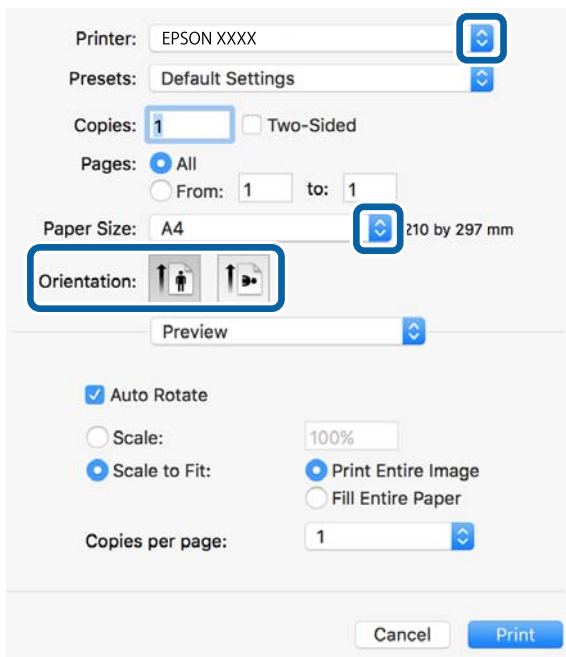 Printer: EPSON XXXX
Presets: Default Settings
Copies: 1 Two-Sided
Pages: All
From: 1 to: 1
Paper Size: A4 210 by 297 mm
Orientation:
Preview
Auto Rotate
Scale: 100%
Scale to Fit: Print Entire Image
Fill Entire Paper
Copies per page: 1
Cancel Print